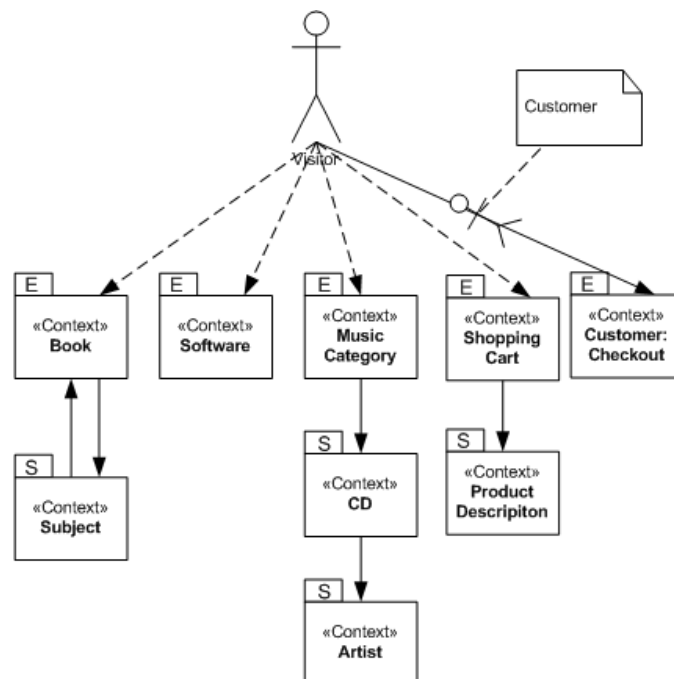 Customer
Visitor
E
«Context»
Book
E
«Context»
Software
E
«Context»
Music
Category
E
«Context»
Shopping
Cart
E
«Context»
Customer:
Checkout
S
«Context»
Subject
S
«Context»
CD
S
«Context»
Product
Descripiton
S
«Context»
Artist